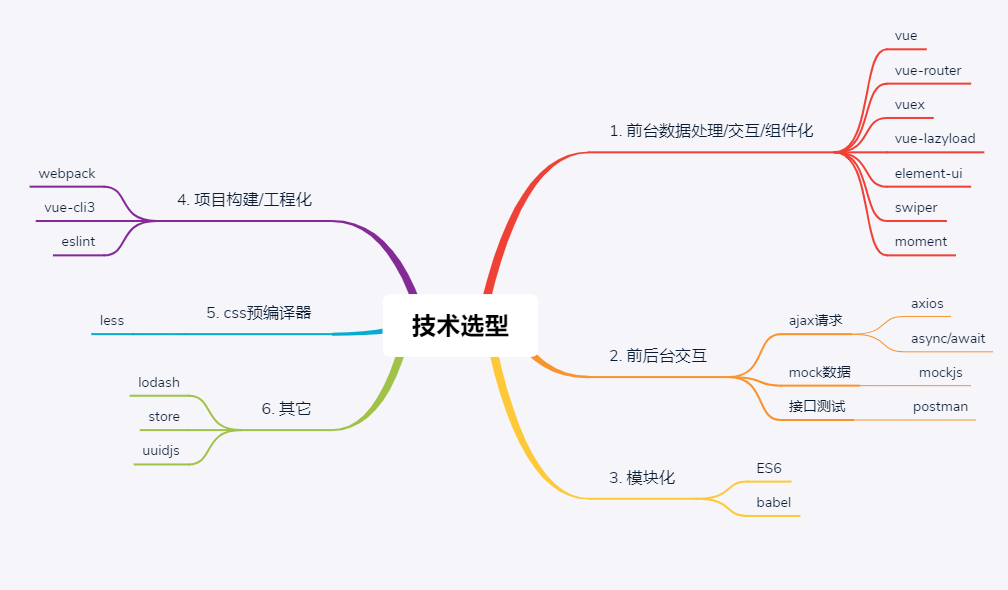 技术选型
1. 前台数据处理/交互/组件化
vue
vue-router
vuex
vue-lazyload
element-ui
swiper
moment
2. 前后台交互
ajax请求
axios
async/await
mock数据
mockjs
接口测试
postman
3. 模块化
ES6
babel
4. 项目构建/工程化
webpack
vue-cli3
eslint
5. css预编译器
less
6. 其它
lodash
store
uuidjs